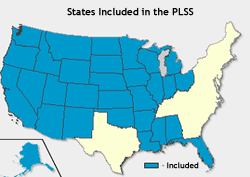 States Included in the PLSS
- Included